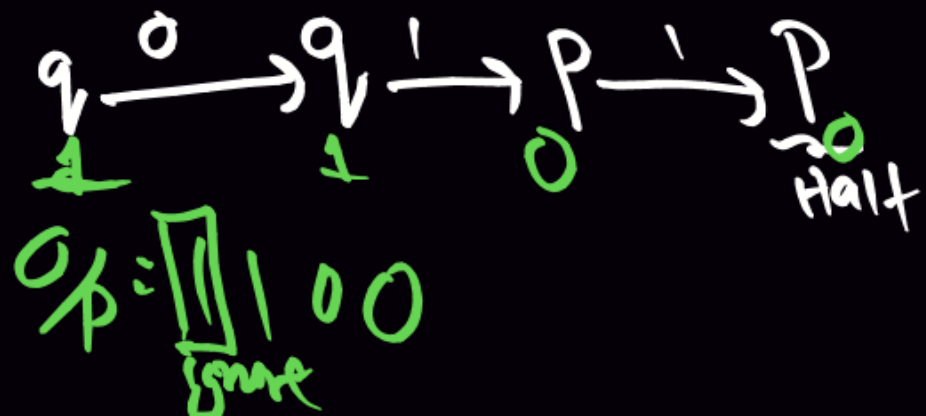 0 1 1
q → q → p → p
1 1 0 0
Halt
O/p = 1 1 0 0
ignore